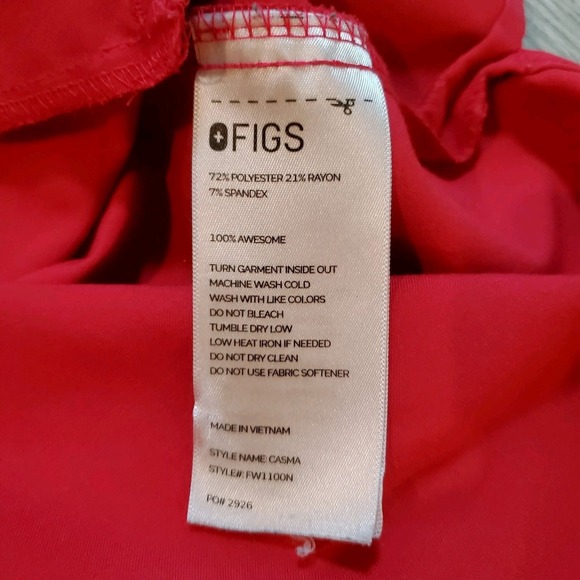 FIGS
72% POLYESTER 21% RAYON
7% SPANDEX
100% AWESOME
TURN GARMENT INSIDE OUT
MACHINE WASH COLD
WASH WITH LIKE COLORS
DO NOT BLEACH
TUMBLE DRY LOW
LOW HEAT IRON IF NEEDED
DO NOT DRY CLEAN
DO NOT USE FABRIC SOFTENER
MADE IN VIETNAM
STYLE NAME: CASMA
STYLE#: FW1100N
PO# 2926